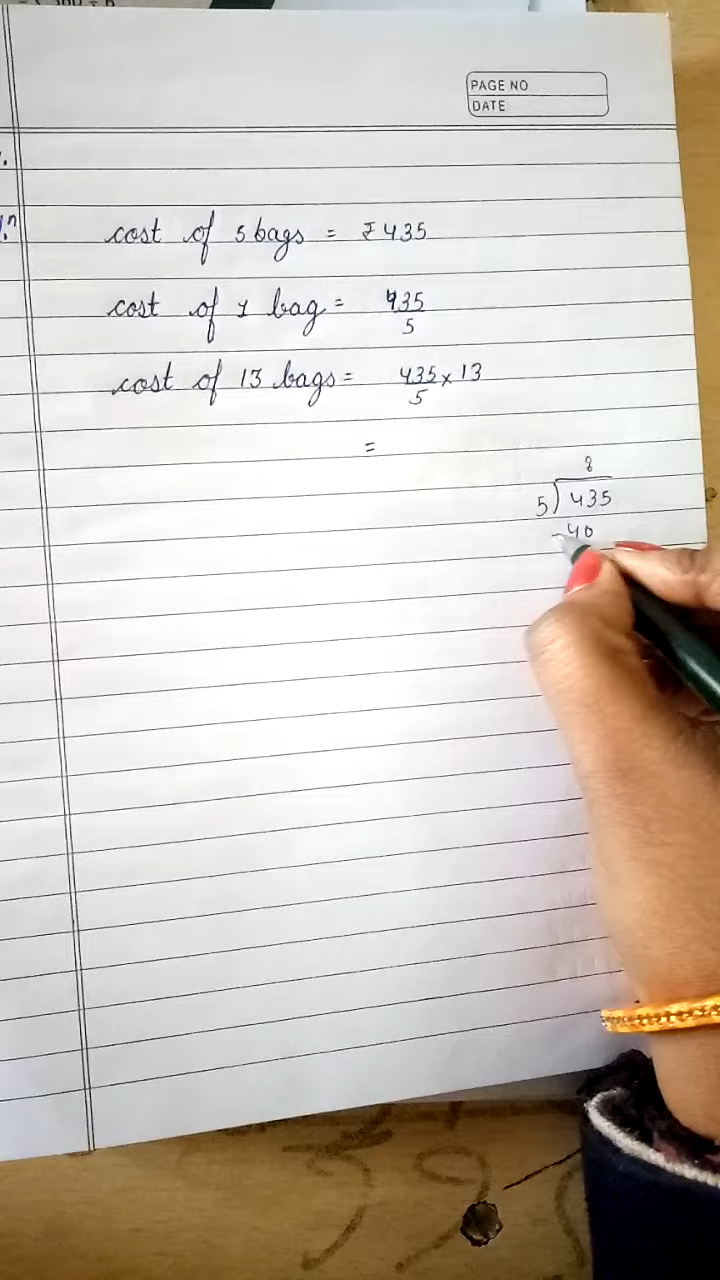 PAGE NO
DATE:
cost of 5 bags = ₹ 435
cost of 1 bag = 435
5
cost of 13 bags = 435 x 13
5
=
8
5) 435
- 40